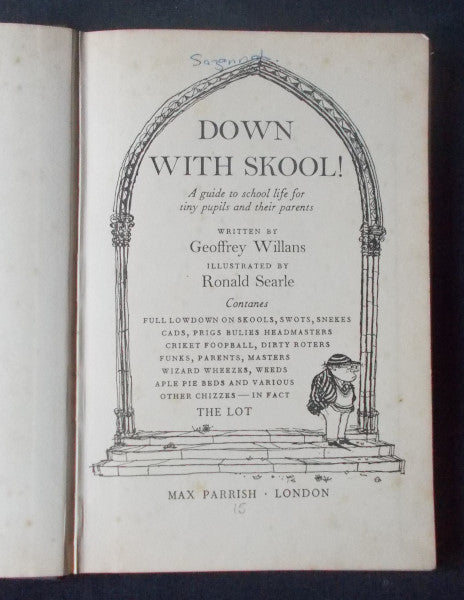 DOWN
WITH SKOOL!
A guide to school life for
tiny pupils and their parents
WRITTEN BY
Geoffrey Willans
ILLUSTRATED BY
Ronald Searle
Contanes
FULL LOWDOWN ON SKOOLS, SWOTS, SNEKES
CADS, PRIGS BULIES HEADMASTERS
CRIKET FOOPBALL, DIRTY ROTERS
FUNKS, PARENTS, MASTERS
WIZARD WHEEZES, WEEDS
APLE PIE BEDS AND VARIOUS
OTHER CHIZZES — IN FACT
THE LOT
MAX PARRISH · LONDON
15